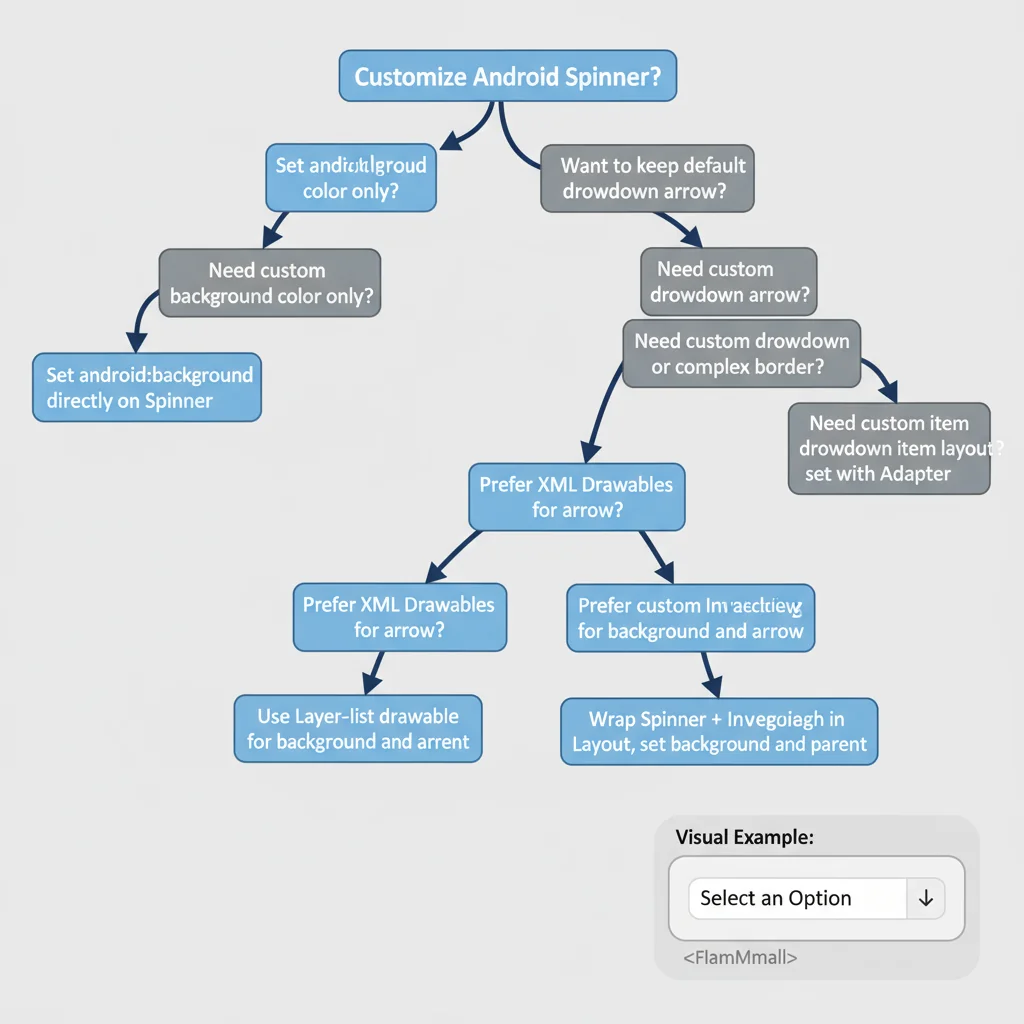 Customize Android Spinner?
Set
color only?
Want to keep default
drowdown arrow?
Need custom
background color only?
Need custom
drowdown arrow?
Need custom drowdown
or complex border?
Set android:background
directly on Spinner
Need custom item
drowdown item layout?
set with Adapter
Prefer XML Drawables
for arrow?
Prefer XML Drawables
for arrow?
Prefer custom
for background and arrow
Use Layer-list drawable
for background and arrent
Wrap Spinner + Invegoiagh in
Layout, set background and parent
Visual Example:
Select an Option
<FlamMmall>